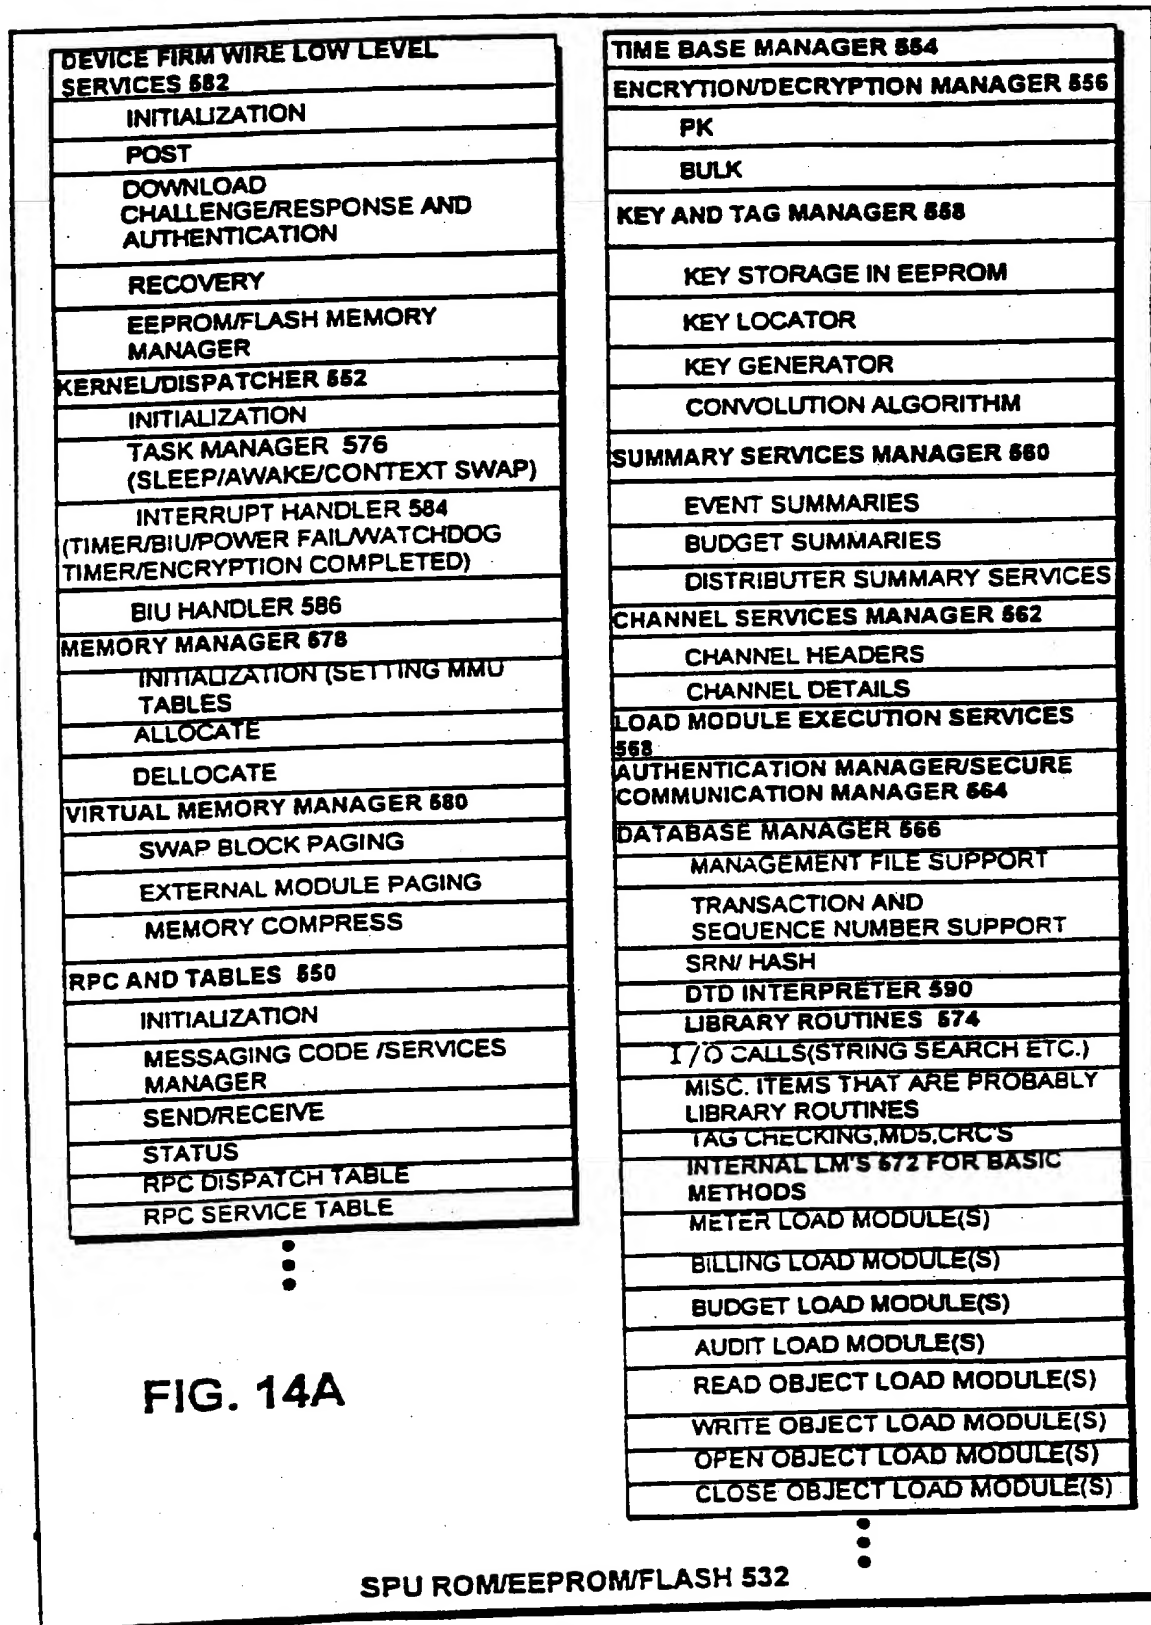 DEVICE FIRM WIRE LOW LEVEL
SERVICES 582
INITIALIZATION
POST
DOWNLOAD
CHALLENGE/RESPONSE AND
AUTHENTICATION
RECOVERY
EEPROM/FLASH MEMORY
MANAGER
KERNEL/DISPATCHER 552
INITIALIZATION
TASK MANAGER 576
(SLEEP/AWAKE/CONTEXT SWAP)
INTERRUPT HANDLER 584
(TIMER/BIU/POWER FAIL/WATCHDOG
TIMER/ENCRYPTION COMPLETED)
BIU HANDLER 586
MEMORY MANAGER 578
INITIALIZATION (SETTING MMU
TABLES
ALLOCATE
DELLOCATE
VIRTUAL MEMORY MANAGER 580
SWAP BLOCK PAGING
EXTERNAL MODULE PAGING
MEMORY COMPRESS
RPC AND TABLES 550
INITIALIZATION
MESSAGING CODE /SERVICES
MANAGER
SEND/RECEIVE
STATUS
RPC DISPATCH TABLE
RPC SERVICE TABLE
TIME BASE MANAGER 554
ENCRYTION/DECRYPTION MANAGER 556
PK
BULK
KEY AND TAG MANAGER 558
KEY STORAGE IN EEPROM
KEY LOCATOR
KEY GENERATOR
CONVOLUTION ALGORITHM
SUMMARY SERVICES MANAGER 560
EVENT SUMMARIES
BUDGET SUMMARIES
DISTRIBUTER SUMMARY SERVICES
CHANNEL SERVICES MANAGER 562
CHANNEL HEADERS
CHANNEL DETAILS
LOAD MODULE EXECUTION SERVICES
568
AUTHENTICATION MANAGER/SECURE
COMMUNICATION MANAGER 564
DATABASE MANAGER 566
MANAGEMENT FILE SUPPORT
TRANSACTION AND
SEQUENCE NUMBER SUPPORT
SRN/ HASH
DTD INTERPRETER 590
LIBRARY ROUTINES 574
I/O CALLS(STRING SEARCH ETC.)
MISC. ITEMS THAT ARE PROBABLY
LIBRARY ROUTINES
TAG CHECKING,MD5,CRC'S
INTERNAL LM'S 572 FOR BASIC
METHODS
METER LOAD MODULE(S)
BILLING LOAD MODULE(S)
BUDGET LOAD MODULE(S)
AUDIT LOAD MODULE(S)
READ OBJECT LOAD MODULE(S)
WRITE OBJECT LOAD MODULE(S)
OPEN OBJECT LOAD MODULE(S)
CLOSE OBJECT LOAD MODULE(S)
FIG. 14A
SPU ROM/EEPROM/FLASH 532